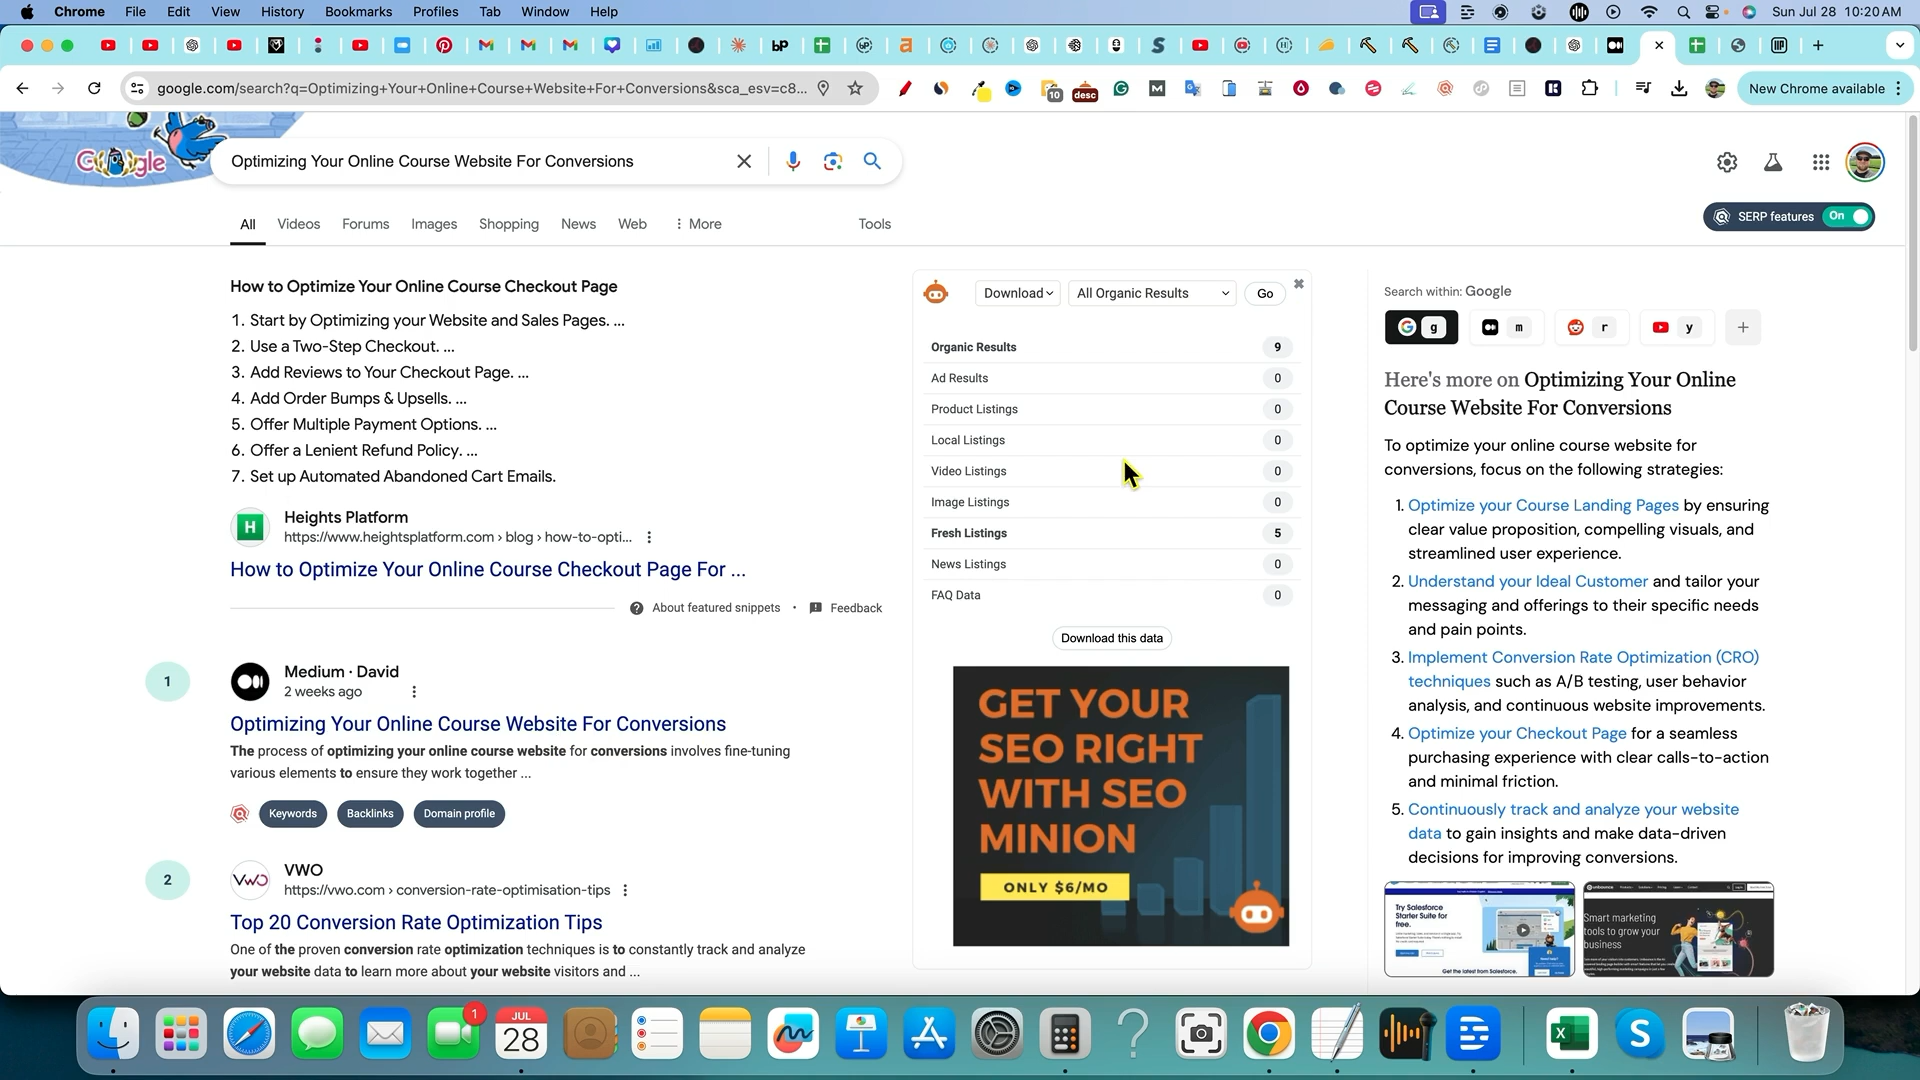 Chrome File Edit View History Bookmarks Profiles Tab Window Help Sun Jul 28 10:20 AM
google.com/search?q=Optimizing+Your+Online+Course+Website+For+Conversions&sca_esv=c8... 10 desc New Chrome available
Google
Optimizing Your Online Course Website For Conversions
All Videos Forums Images Shopping News Web More Tools
SERP features On
How to Optimize Your Online Course Checkout Page
1. Start by Optimizing your Website and Sales Pages. ...
2. Use a Two-Step Checkout. ...
3. Add Reviews to Your Checkout Page. ...
4. Add Order Bumps & Upsells. ...
5. Offer Multiple Payment Options. ...
6. Offer a Lenient Refund Policy. ...
7. Set up Automated Abandoned Cart Emails.
H
Heights Platform
https://www.heightsplatform.com › blog › how-to-opti...
How to Optimize Your Online Course Checkout Page For ...
About featured snippets • Feedback
1
Medium · David
2 weeks ago
Optimizing Your Online Course Website For Conversions
The process of optimizing your online course website for conversions involves fine-tuning
various elements to ensure they work together ...
Keywords Backlinks Domain profile
2
VWO
VWO
https://vwo.com › conversion-rate-optimisation-tips
Top 20 Conversion Rate Optimization Tips
One of the proven conversion rate optimization techniques is to constantly track and analyze
your website data to learn more about your website visitors and ...
Download All Organic Results Go
Organic Results 9
Ad Results 0
Product Listings 0
Local Listings 0
Video Listings 0
Image Listings 0
Fresh Listings 5
News Listings 0
FAQ Data 0
Download this data
GET YOUR
SEO RIGHT
WITH SEO
MINION
ONLY $6/MO
Search within: Google
g m r y +
Here's more on Optimizing Your Online
Course Website For Conversions
To optimize your online course website for
conversions, focus on the following strategies:
1. Optimize your Course Landing Pages by ensuring
clear value proposition, compelling visuals, and
streamlined user experience.
2. Understand your Ideal Customer and tailor your
messaging and offerings to their specific needs
and pain points.
3. Implement Conversion Rate Optimization (CRO)
techniques such as A/B testing, user behavior
analysis, and continuous website improvements.
4. Optimize your Checkout Page for a seamless
purchasing experience with clear calls-to-action
and minimal friction.
5. Continuously track and analyze your website
data to gain insights and make data-driven
decisions for improving conversions.
Try Salesforce
Starter Suite for
free.
Get the latest from Salesforce.
Smart marketing
tools to grow your
business
1
JUL
28